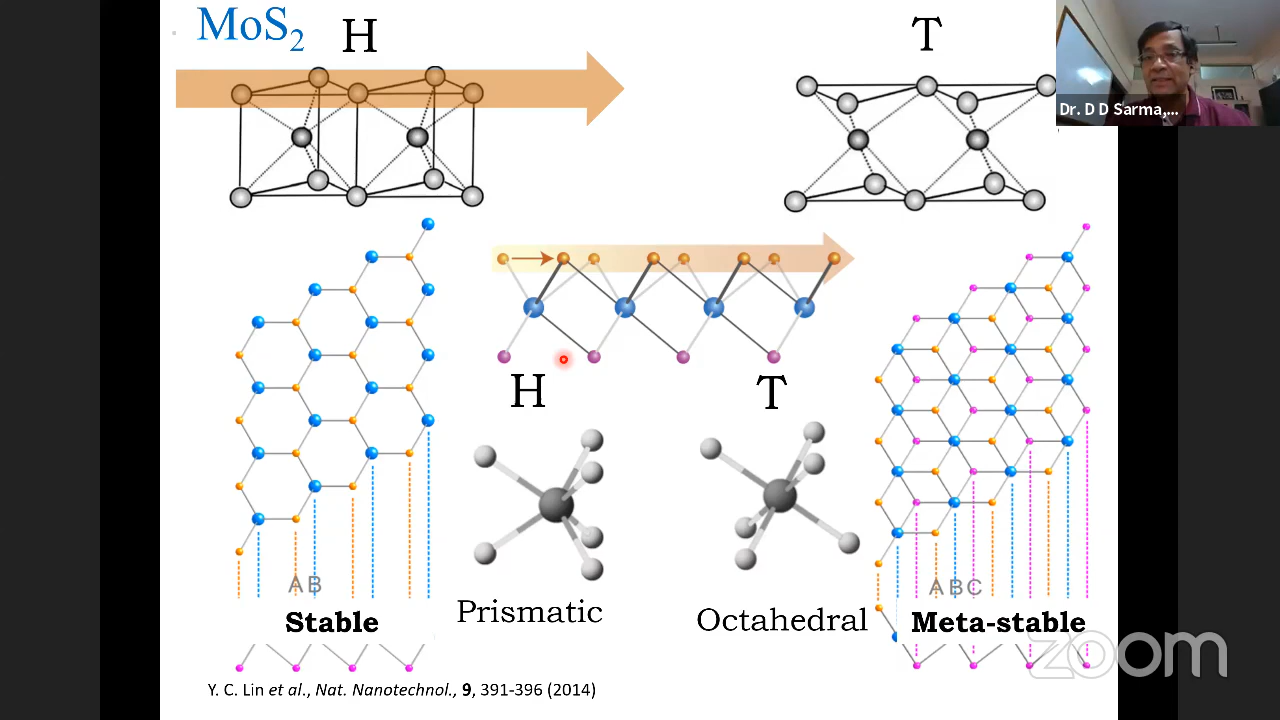 MoS2
H
T
Dr. D D Sarma,...
H
T
AB
ABC
Stable
Prismatic
Octahedral
Meta-stable
zoom
Y. C. Lin et al., Nat. Nanotechnol., 9, 391-396 (2014)